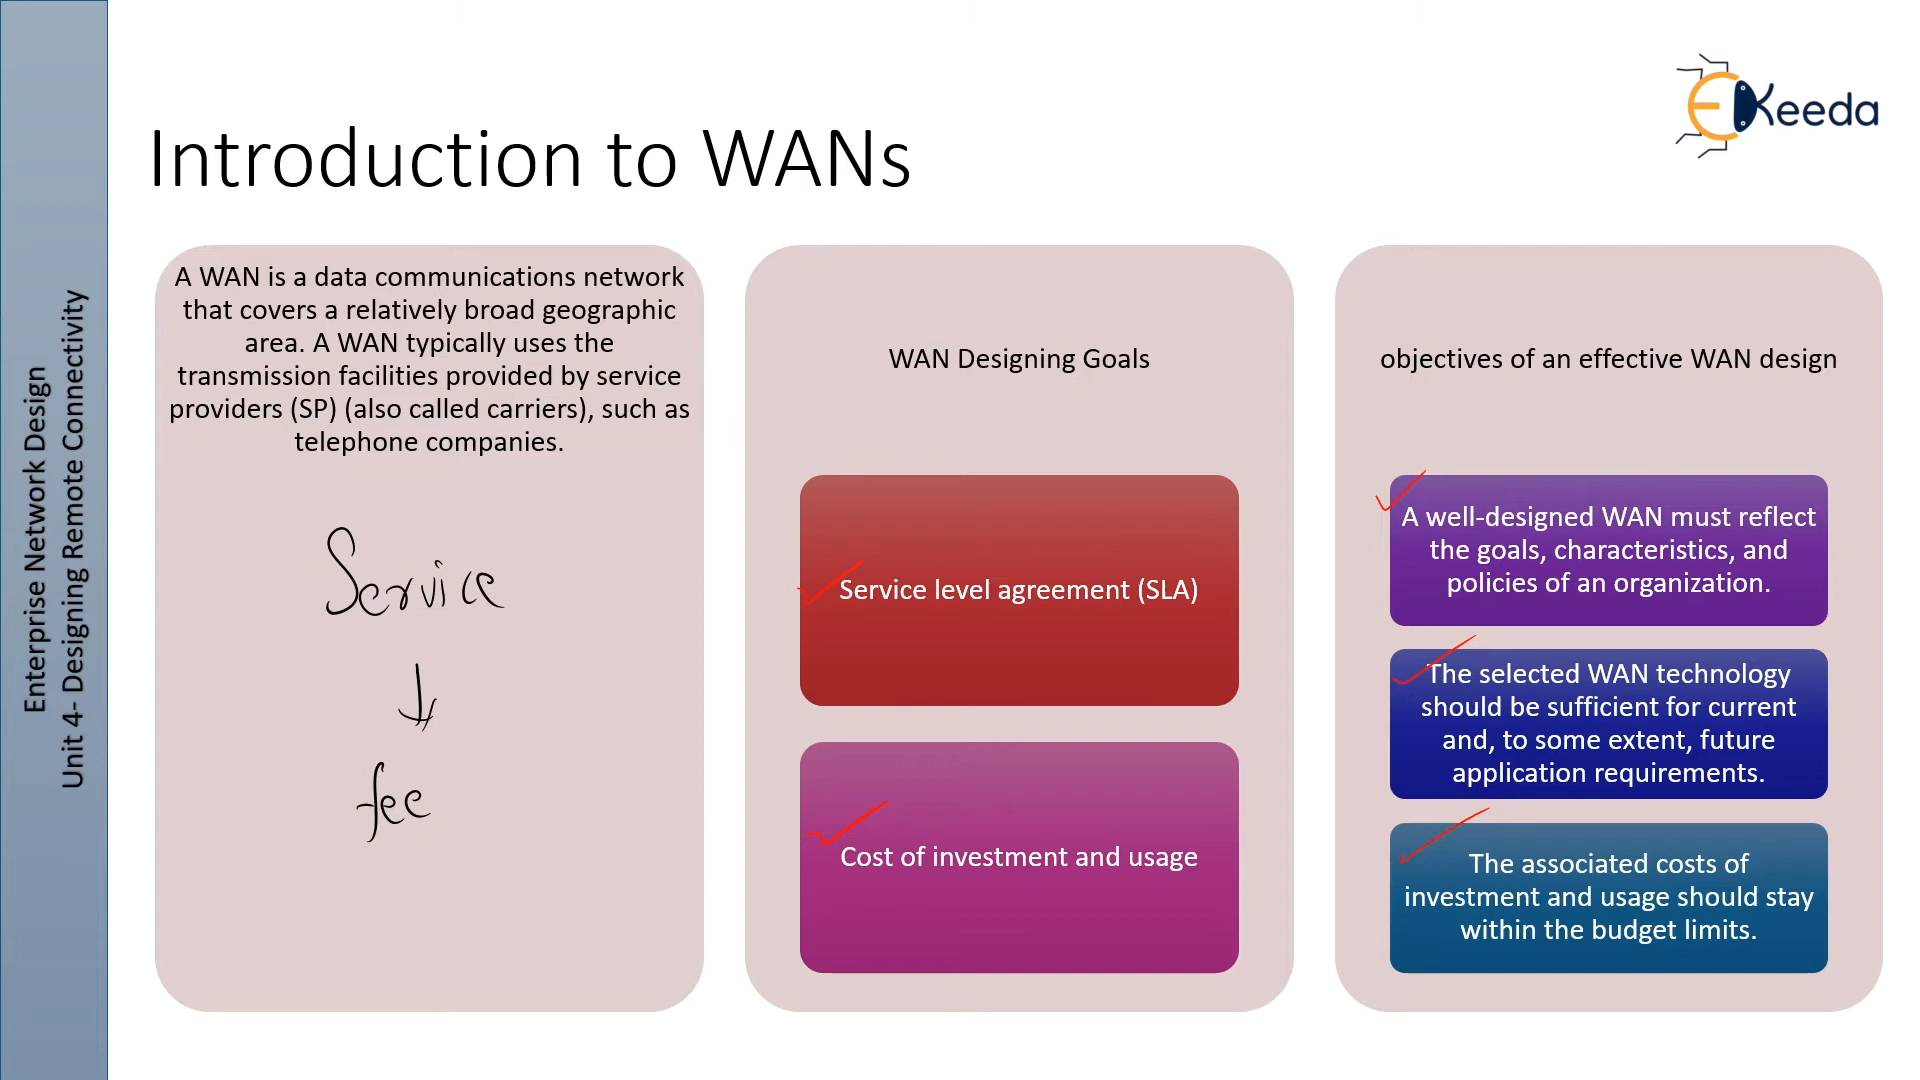 Enterprise Network Design
Unit 4- Designing Remote Connectivity
EKeeda
Introduction to WANs
A WAN is a data communications network
that covers a relatively broad geographic
area. A WAN typically uses the
transmission facilities provided by service
providers (SP) (also called carriers), such as
telephone companies.
Service
fee
WAN Designing Goals
Service level agreement (SLA)
Cost of investment and usage
objectives of an effective WAN design
A well-designed WAN must reflect
the goals, characteristics, and
policies of an organization.
The selected WAN technology
should be sufficient for current
and, to some extent, future
application requirements.
The associated costs of
investment and usage should stay
within the budget limits.